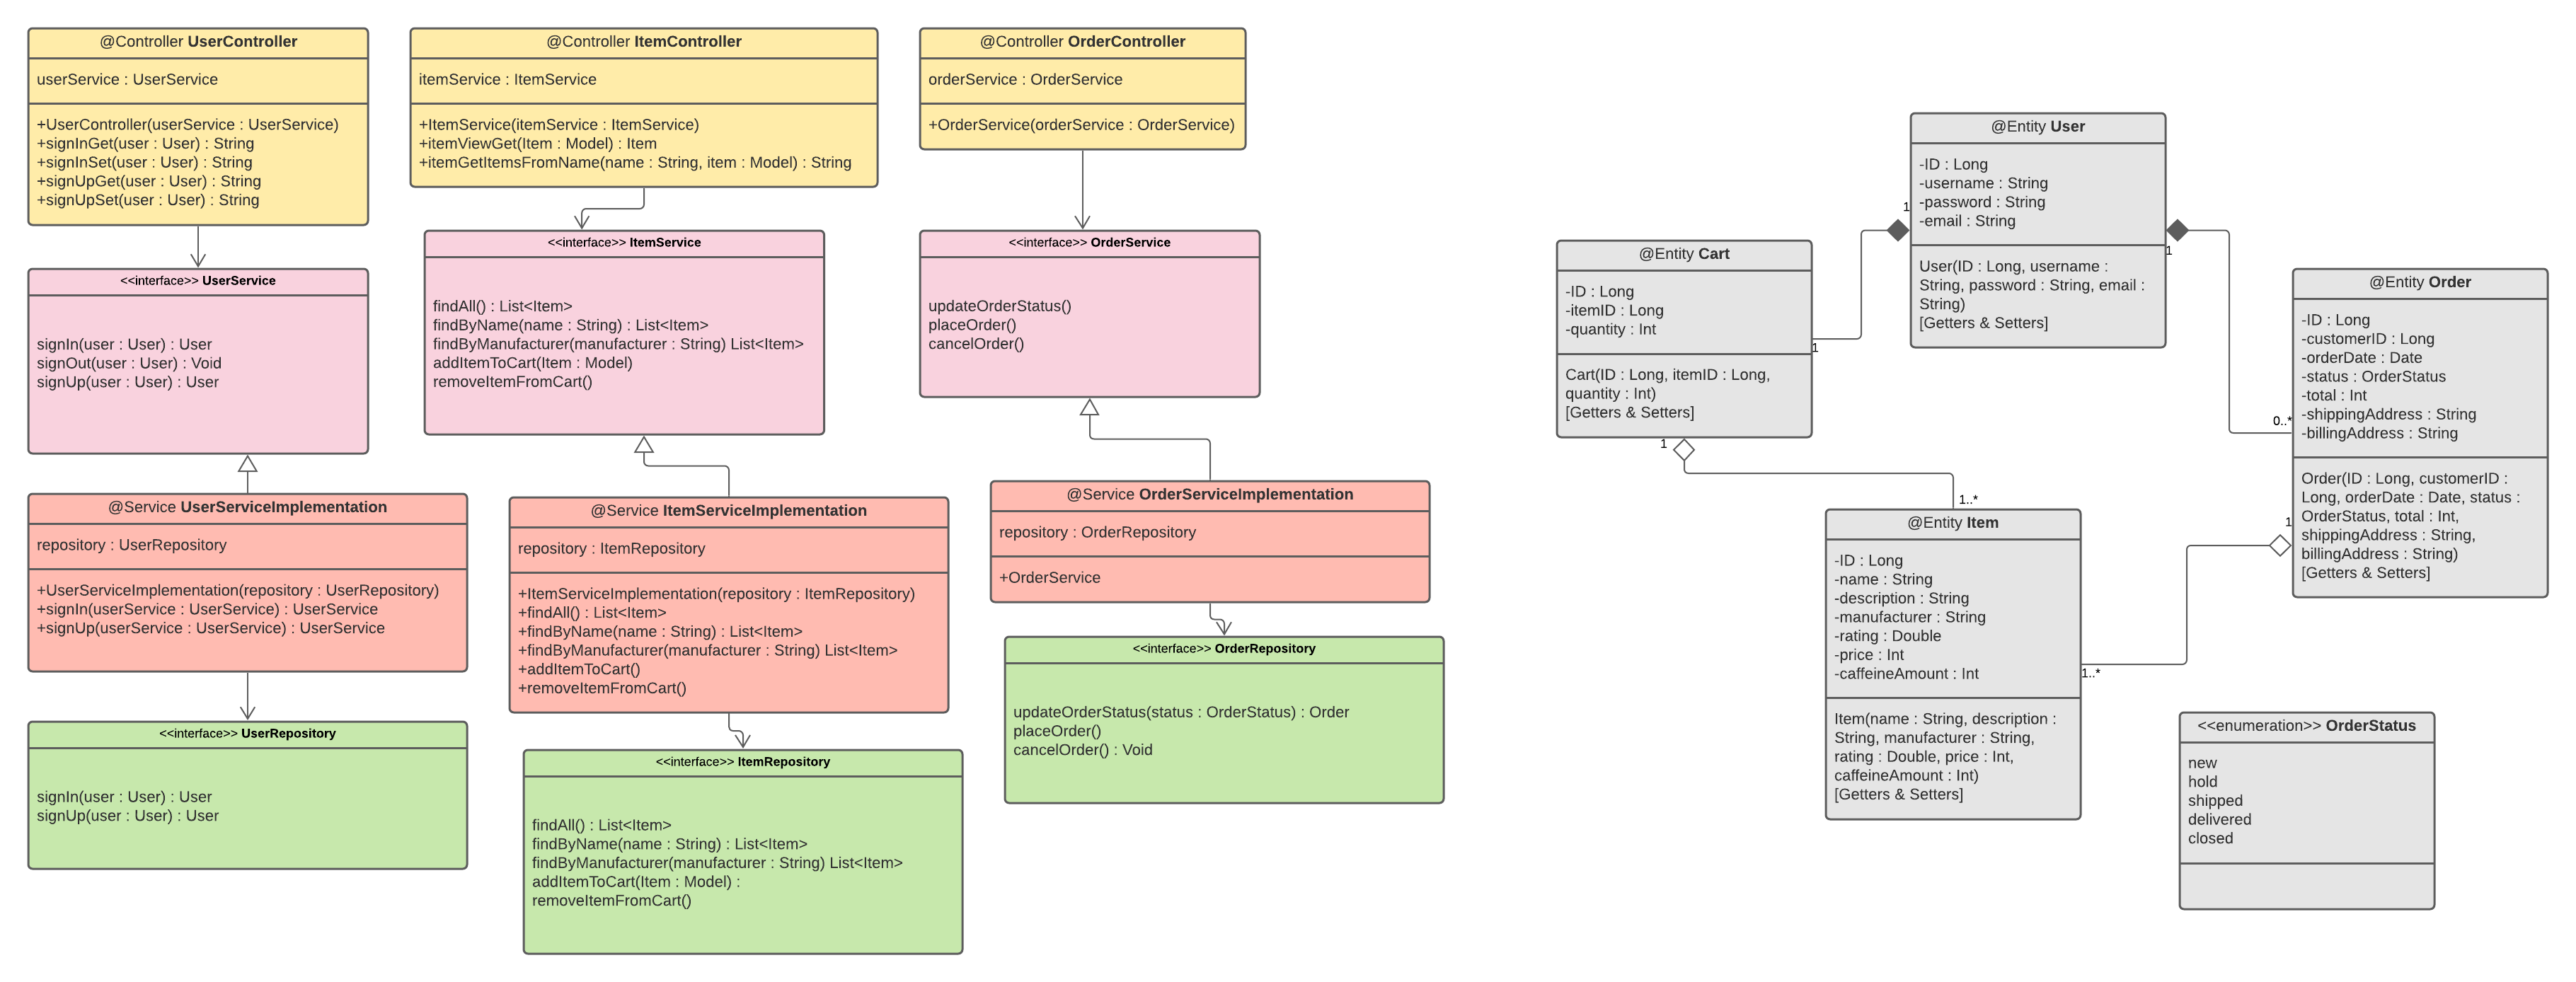 @Controller UserController
userService : UserService
+UserController(userService : UserService)
+signInGet(user : User) : String
+signInSet(user : User) : String
+signUpGet(user : User) : String
+signUpSet(user : User) : String
<<interface>> UserService
signIn(user : User) : User
signOut(user : User) : Void
signUp(user : User) : User
@Service UserServiceImplementation
repository : UserRepository
+UserServiceImplementation(repository : UserRepository)
+signIn(userService : UserService) : UserService
+signUp(userService : UserService) : UserService
<<interface>> UserRepository
signIn(user : User) : User
signUp(user : User) : User
@Controller ItemController
itemService : ItemService
+ItemService(itemService : ItemService)
+itemViewGet(Item : Model) : Item
+itemGetItemsFromName(name : String, item : Model) : String
<<interface>> ItemService
findAll() : List<Item>
findByName(name : String) : List<Item>
findByManufacturer(manufacturer : String) List<Item>
addItemToCart(Item : Model)
removeItemFromCart()
@Service ItemServiceImplementation
repository : ItemRepository
+ItemServiceImplementation(repository : ItemRepository)
+findAll() : List<Item>
+findByName(name : String) : List<Item>
+findByManufacturer(manufacturer : String) List<Item>
+addItemToCart()
+removeItemFromCart()
<<interface>> ItemRepository
findAll() : List<Item>
findByName(name : String) : List<Item>
findByManufacturer(manufacturer : String) List<Item>
addItemToCart(Item : Model) :
removeItemFromCart()
@Controller OrderController
orderService : OrderService
+OrderService(orderService : OrderService)
<<interface>> OrderService
updateOrderStatus()
placeOrder()
cancelOrder()
@Service OrderServiceImplementation
repository : OrderRepository
+OrderService
<<interface>> OrderRepository
updateOrderStatus(status : OrderStatus) : Order
placeOrder()
cancelOrder() : Void
@Entity Cart
-ID : Long
-itemID : Long
-quantity : Int
Cart(ID : Long, itemID : Long,
quantity : Int)
[Getters & Setters]
1
1
1
@Entity User
-ID : Long
-username : String
-password : String
-email : String
User(ID : Long, username :
String, password : String, email :
String)
[Getters & Setters]
1
0..*
@Entity Order
-ID : Long
-customerID : Long
-orderDate : Date
-status : OrderStatus
-total : Int
-shippingAddress : String
-billingAddress : String
Order(ID : Long, customerID :
Long, orderDate : Date, status :
OrderStatus, total : Int,
shippingAddress : String,
billingAddress : String)
[Getters & Setters]
1
1..*
@Entity Item
-ID : Long
-name : String
-description : String
-manufacturer : String
-rating : Double
-price : Int
-caffeineAmount : Int
Item(name : String, description :
String, manufacturer : String,
rating : Double, price : Int,
caffeineAmount : Int)
[Getters & Setters]
1..*
<<enumeration>> OrderStatus
new
hold
shipped
delivered
closed